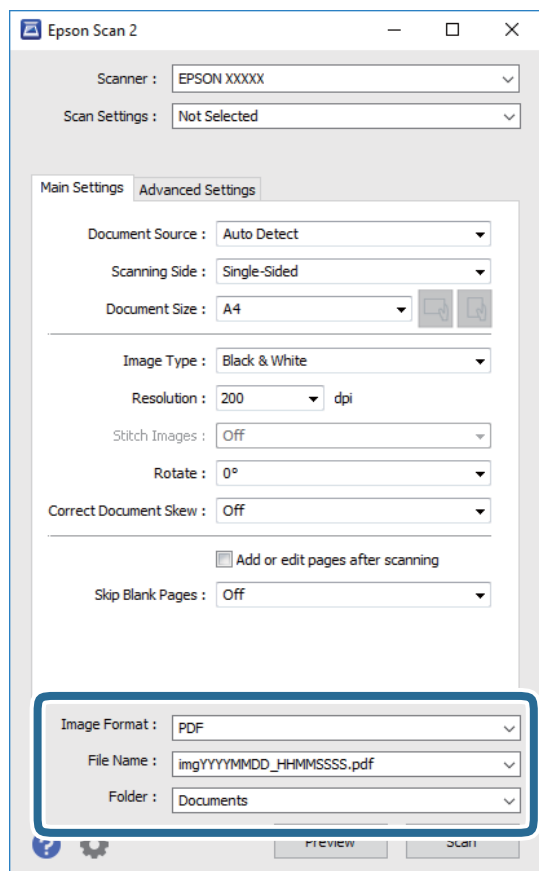 Epson Scan 2
Scanner : EPSON XXXXX
Scan Settings : Not Selected
Main Settings Advanced Settings
Document Source : Auto Detect
Scanning Side : Single-Sided
Document Size : A4
Image Type : Black & White
Resolution : 200 dpi
Stitch Images : Off
Rotate : 0°
Correct Document Skew : Off
Add or edit pages after scanning
Skip Blank Pages : Off
Image Format : PDF
File Name : imgYYYYMMDD_HHMMSSSS.pdf
Folder : Documents
? Preview Scan